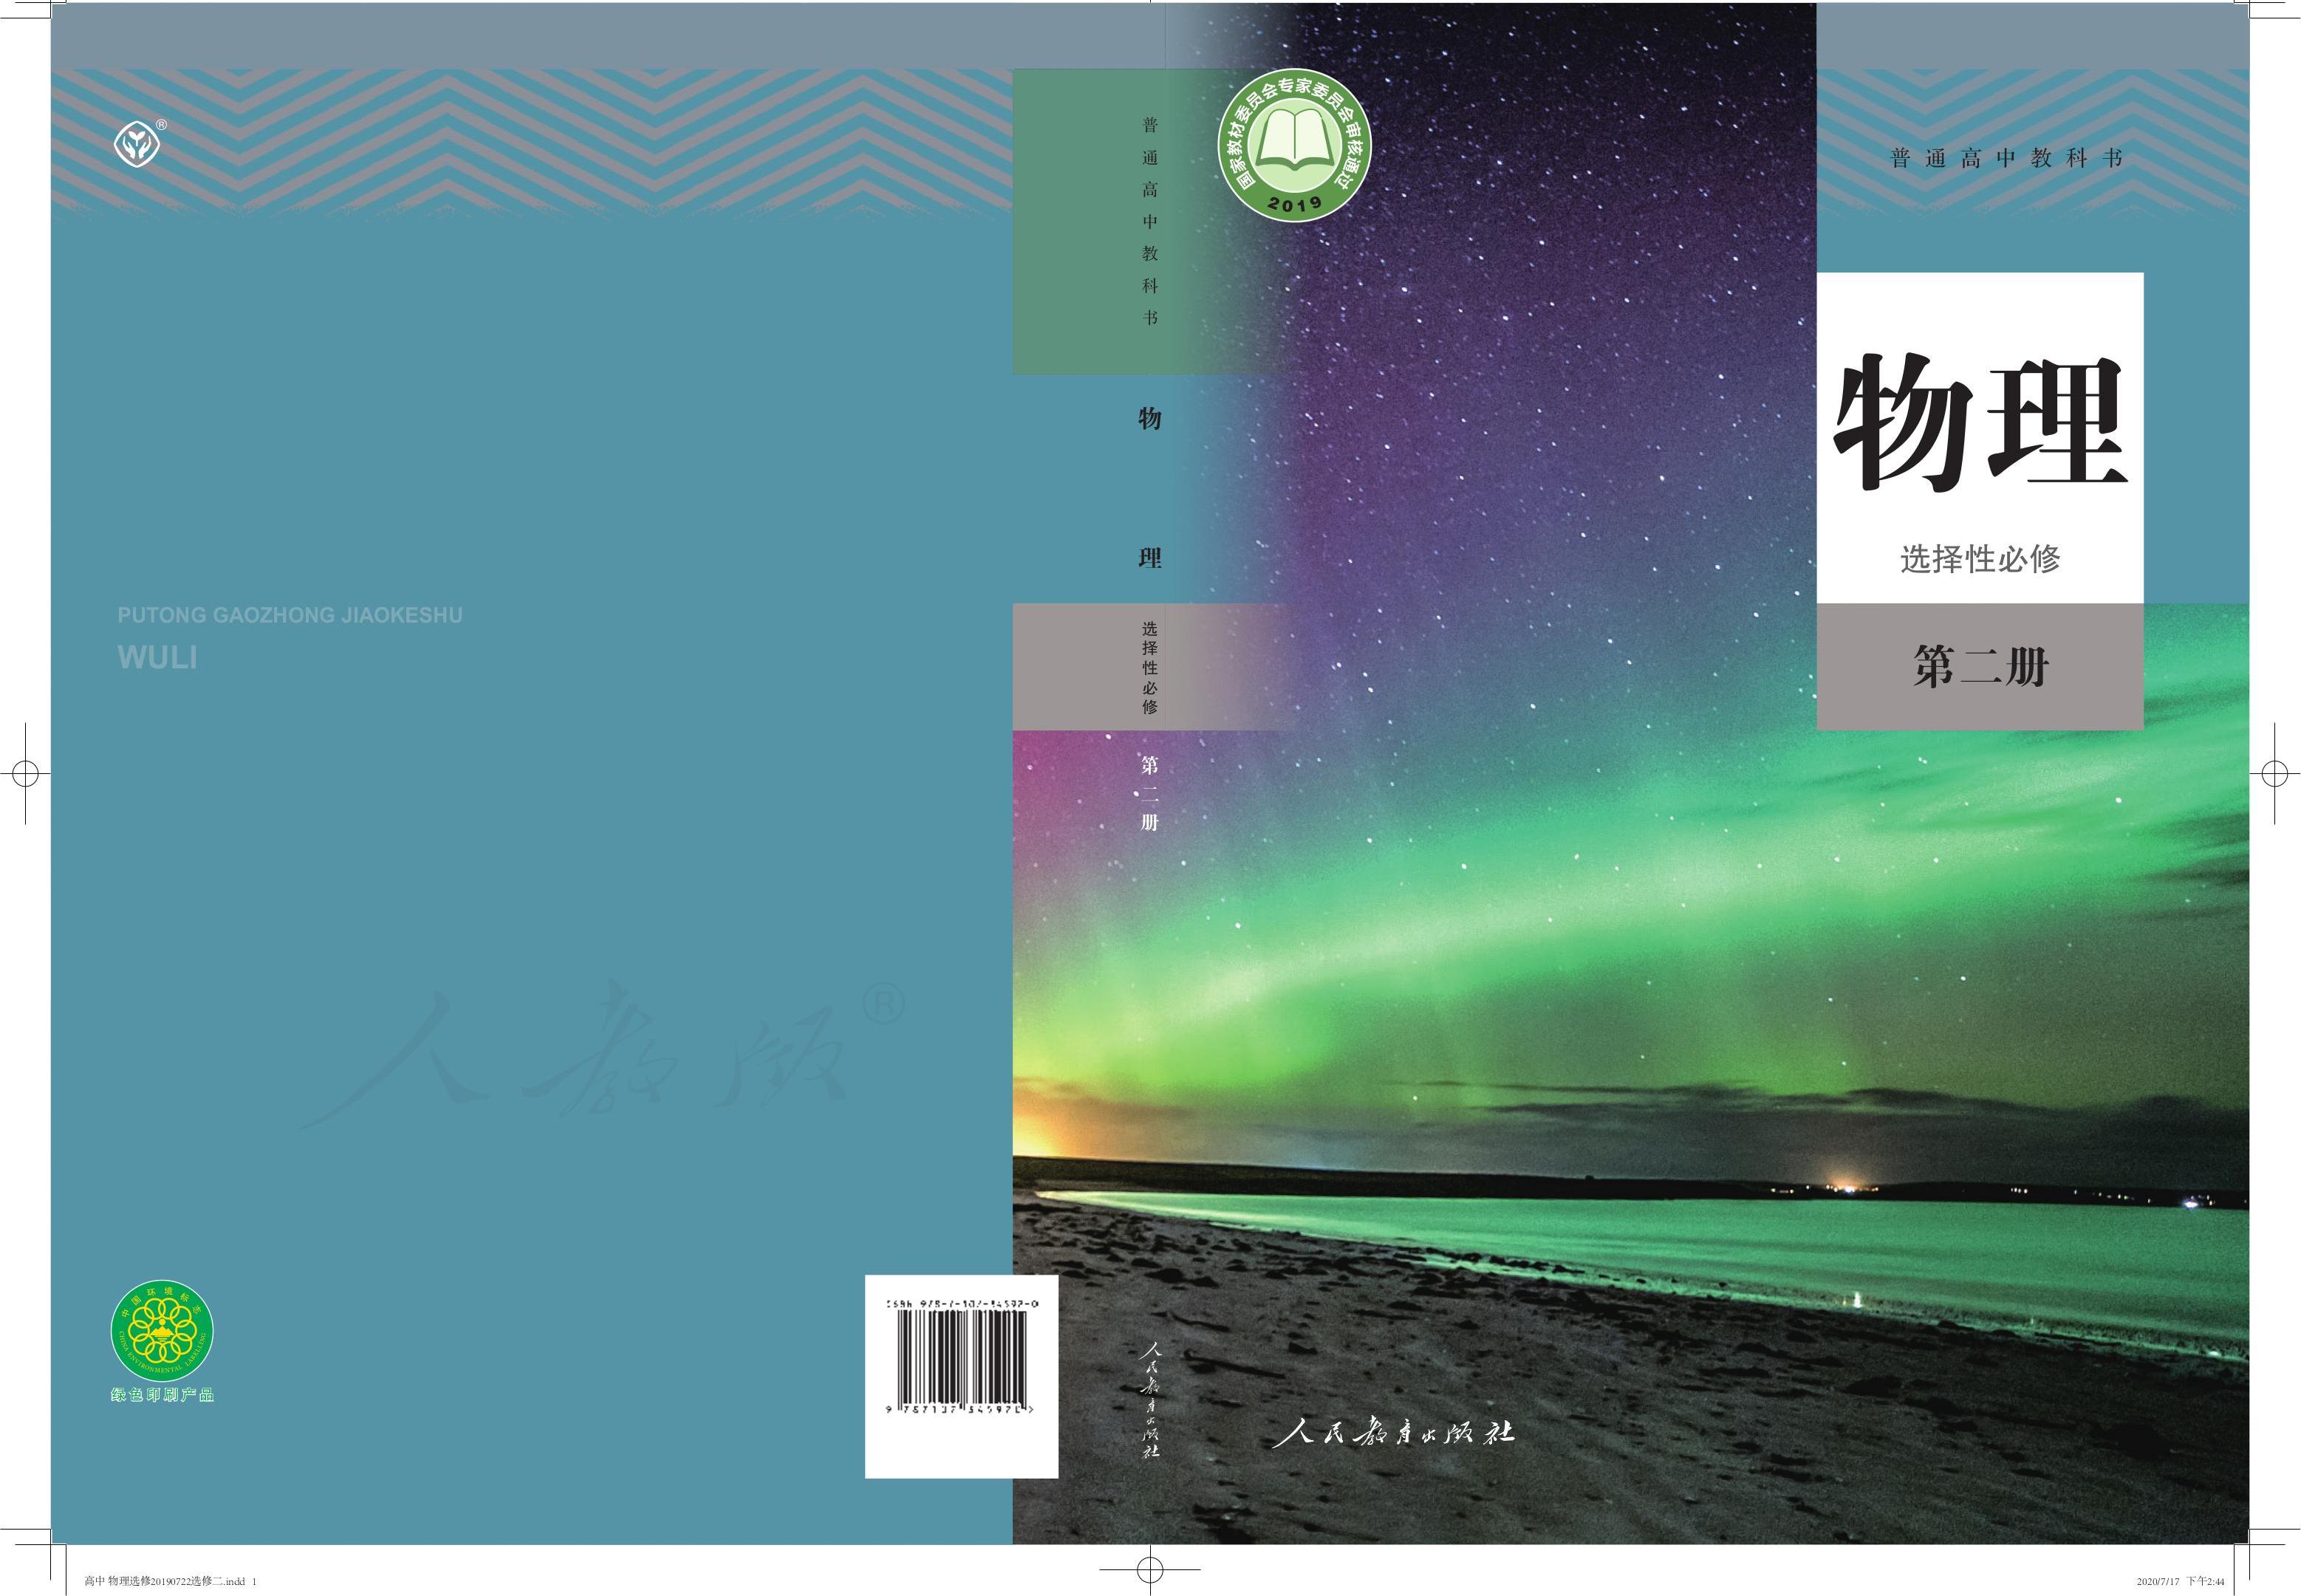 ®
PUTONG GAOZHONG JIAOKESHU
WULI
人教版®
中国环境标志
CHINA ENVIRONMENTAL LABELLING
绿色印刷产品
普通高中教科书
物理
选择性必修
第二册
人民教育出版社
国家教材委员会专家委员会审核通过
2019
普通高中教科书
物理
选择性必修
第二册
人民教育出版社
高中 物理选修20190722选修二.indd 1
2020/7/17 下午2:44